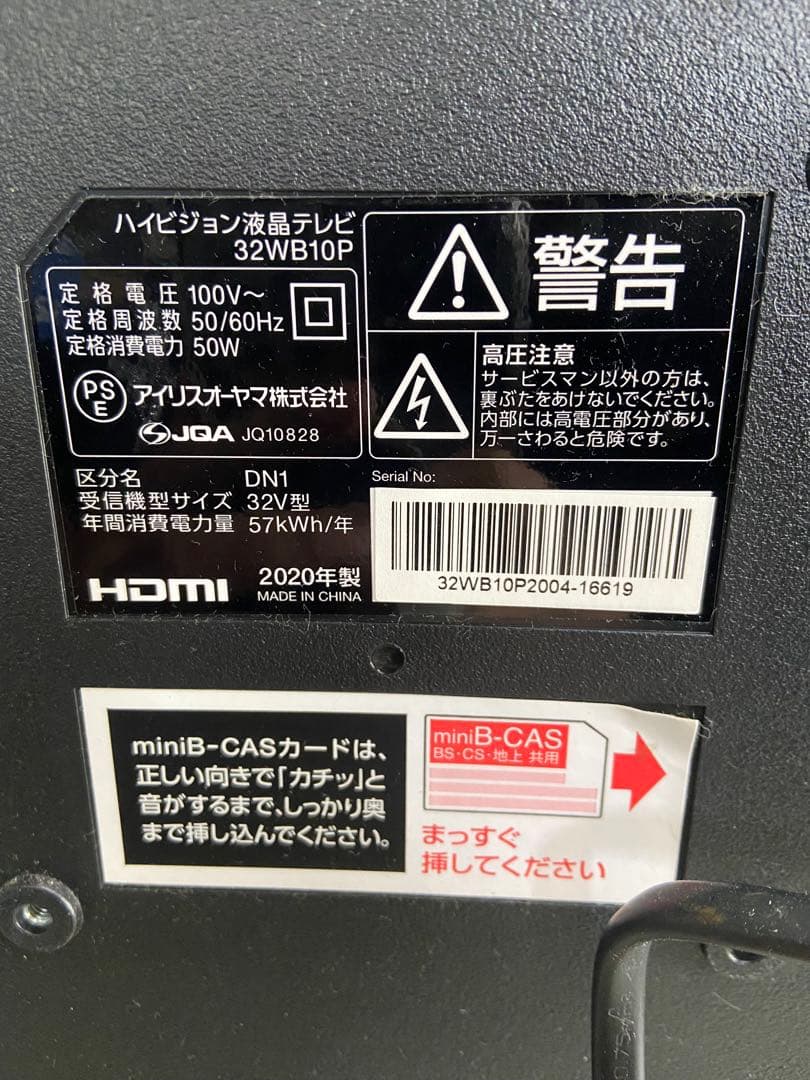 ハイビジョン液晶テレビ
32WB10P
定格電圧 100V～
定格周波数 50/60Hz
定格消費電力 50W
PSE アイリスオーヤマ株式会社
JQA JQ10828
警告
高圧注意
サービスマン以外の方は、
裏ぶたをあけないでください。
内部には高電圧部分があり、
万一さわると危険です。
区分名 DN1
受信機型サイズ 32V型
年間消費電力量 57kWh/年
HDMI
2020年製
MADE IN CHINA
Serial No:
32WB10P2004-16619
miniB-CASカードは、
正しい向きで「カチッ」と
音がするまで、しっかり奥
まで挿し込んでください。
miniB-CAS
BS・CS・地上 共用
まっすぐ
挿してください